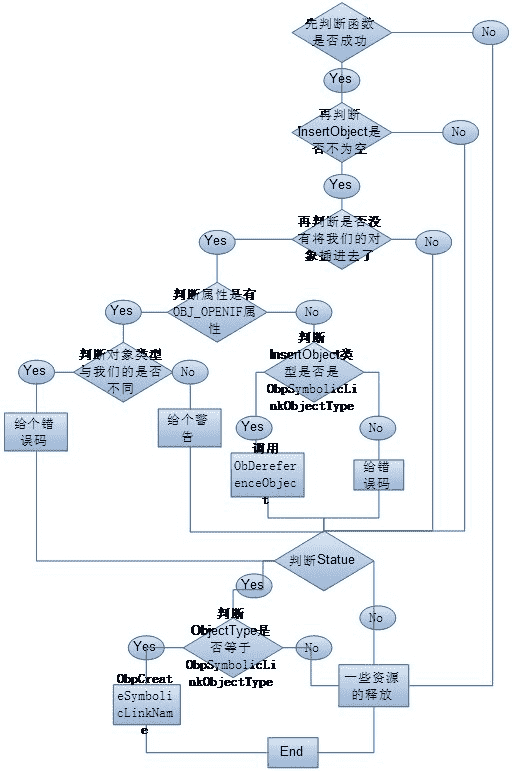 先判断函数
是否成功
No
Yes
再判断
InsertObject是
否不为空
No
Yes
再判断是否没
有将我们的对
象插进去了
Yes
No
判断属性是有
OBJ_OPENIF属
性
Yes
No
判断对象类型
与我们的是否
不同
Yes
No
判断
InsertObject类
型是否是
ObpSymbolicLi
nkObjectType
给个错
误码
给个警
告
Yes
No
调用
ObDerefer
enceObjec
t
给错
误码
判断Statue
Yes
No
判断
ObjectType是
否等于
ObpSymbolicLi
nkObjectType
Yes
No
ObpCreat
eSymboli
cLinkNam
e
一些资源
的释放
End